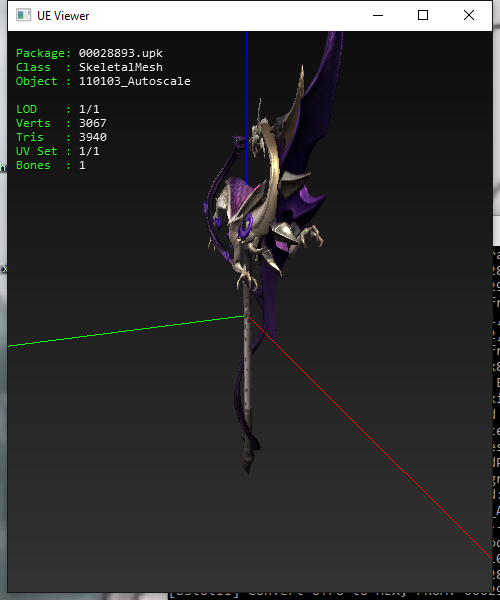 UE Viewer
Package: 00028893.upk
Class  : SkeletalMesh
Object : 110103_Autoscale
LOD    : 1/1
Verts  : 3067
Tris   : 3940
UV Set : 1/1
Bones  : 1